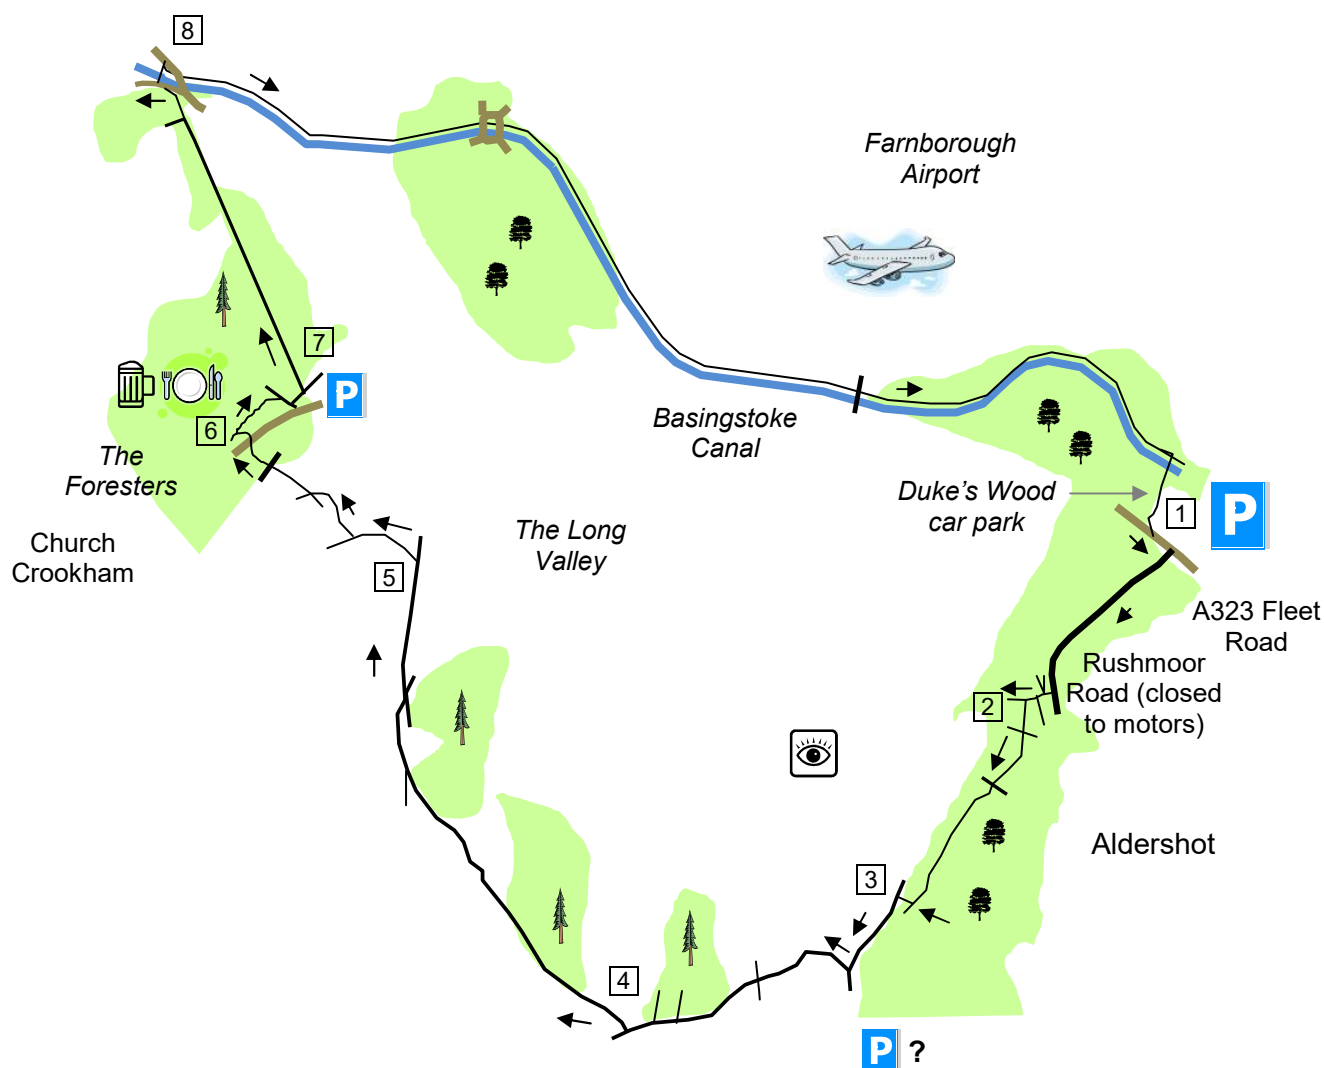 8
Farnborough
Airport
7
P
6
The
Foresters
Basingstoke
Canal
Duke's Wood
car park
1
P
Church
Crookham
The Long
Valley
5
A323 Fleet
Road
Rushmoor
Road (closed
to motors)
2
Aldershot
3
4
P ?